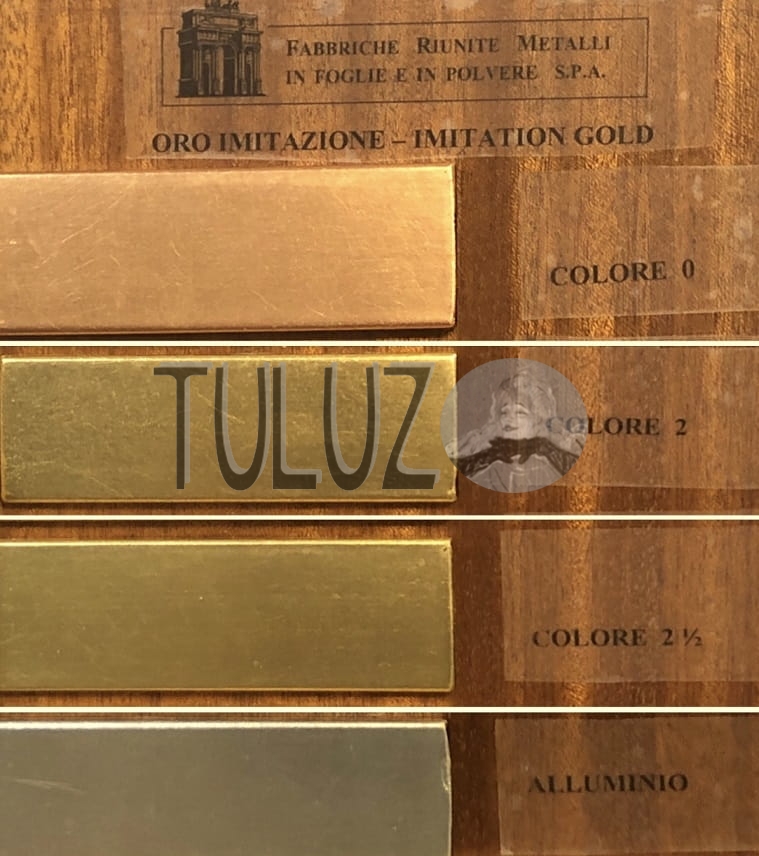 FABBRICHE RIUNITE METALLI
IN FOGLIE E IN POLVERE S.P.A.
ORO IMITAZIONE – IMITATION GOLD
COLORE 0
TULUZ
COLORE 2
COLORE 2 ½
ALLUMINIO